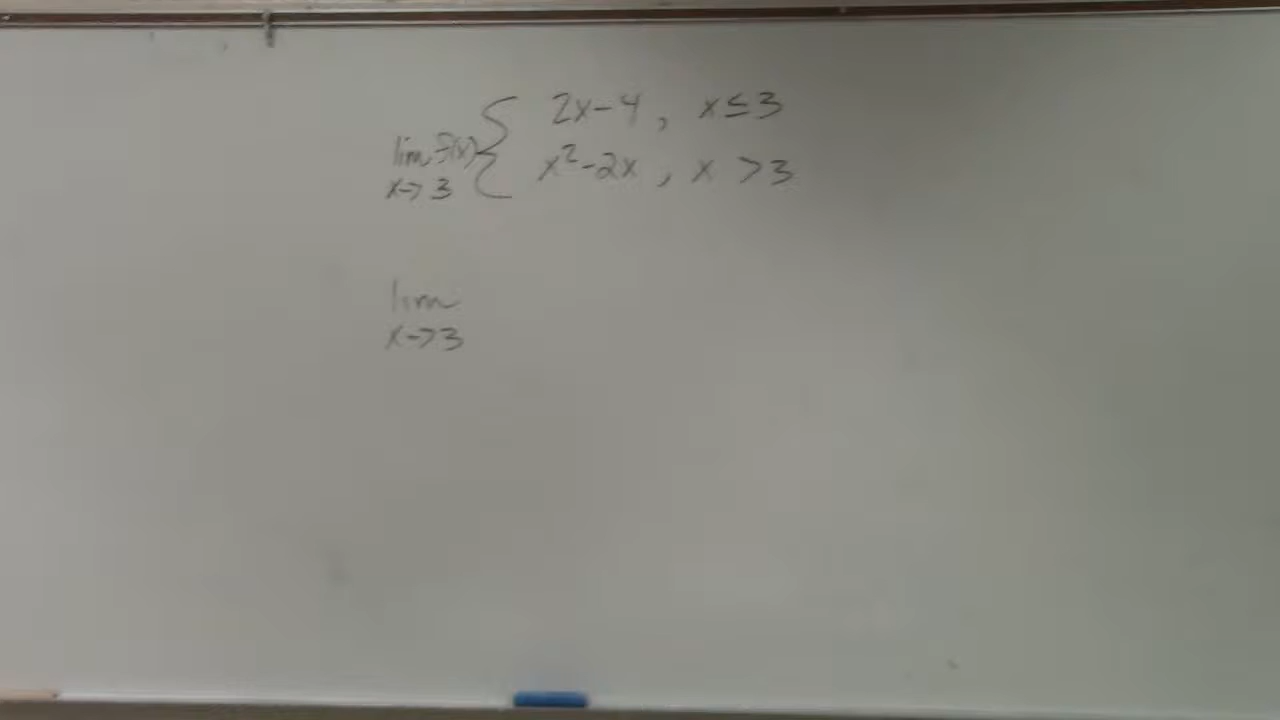 2x-4, x≤3
lim f(x) {
x²-2x, x >3
x->3
lim
x->3